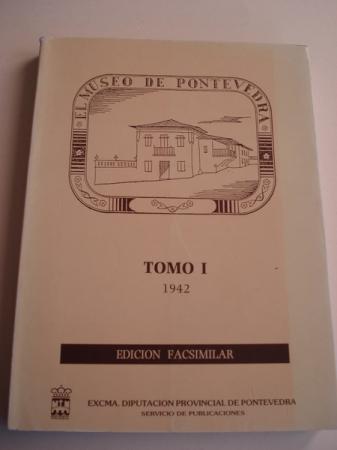 EL MUSEO DE PONTEVEDRA
TOMO I
1942
EDICION FACSIMILAR
EXCMA. DIPUTACION PROVINCIAL DE PONTEVEDRA
SERVICIO DE PUBLICACIONES